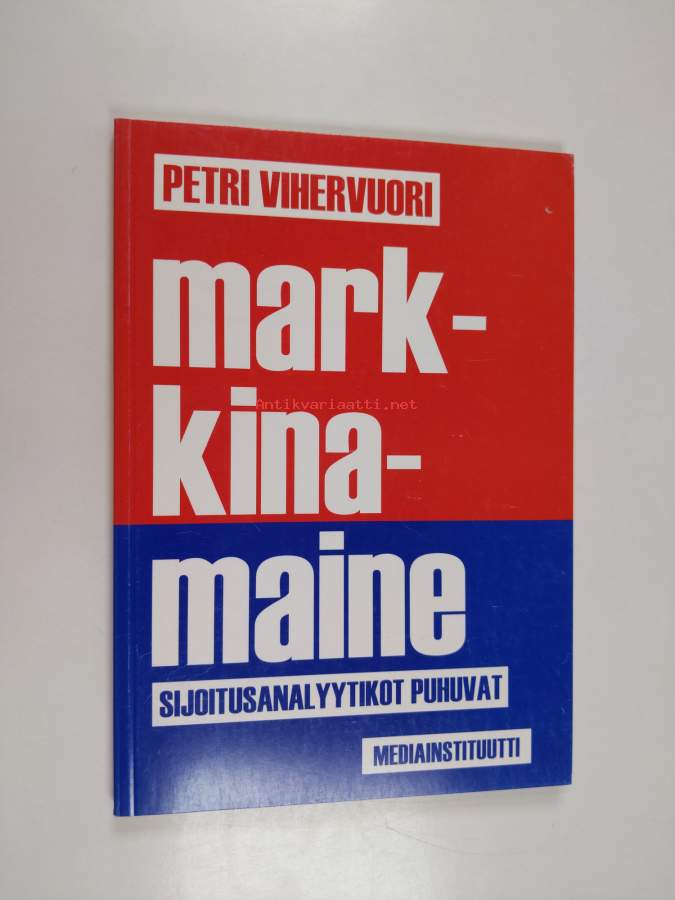 PETRI VIHERVUORI
mark-
kina-
Antikvariaatti.net
maine
SIJOITUSANALYYTIKOT PUHUVAT
MEDIAINSTITUUTTI